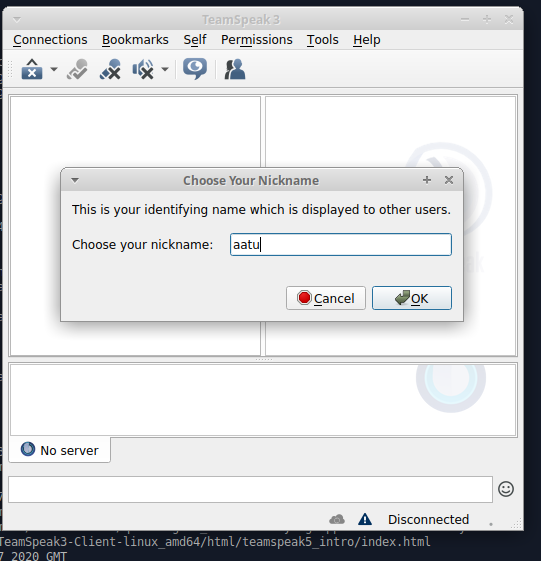 TeamSpeak 3
Connections Bookmarks Self Permissions Tools Help
Choose Your Nickname
This is your identifying name which is displayed to other users.
Choose your nickname: aatu
Cancel OK
No server
Disconnected
TeamSpeak3-Client-linux_amd64/html/teamspeak5_intro/index.html
7 2020 GMT